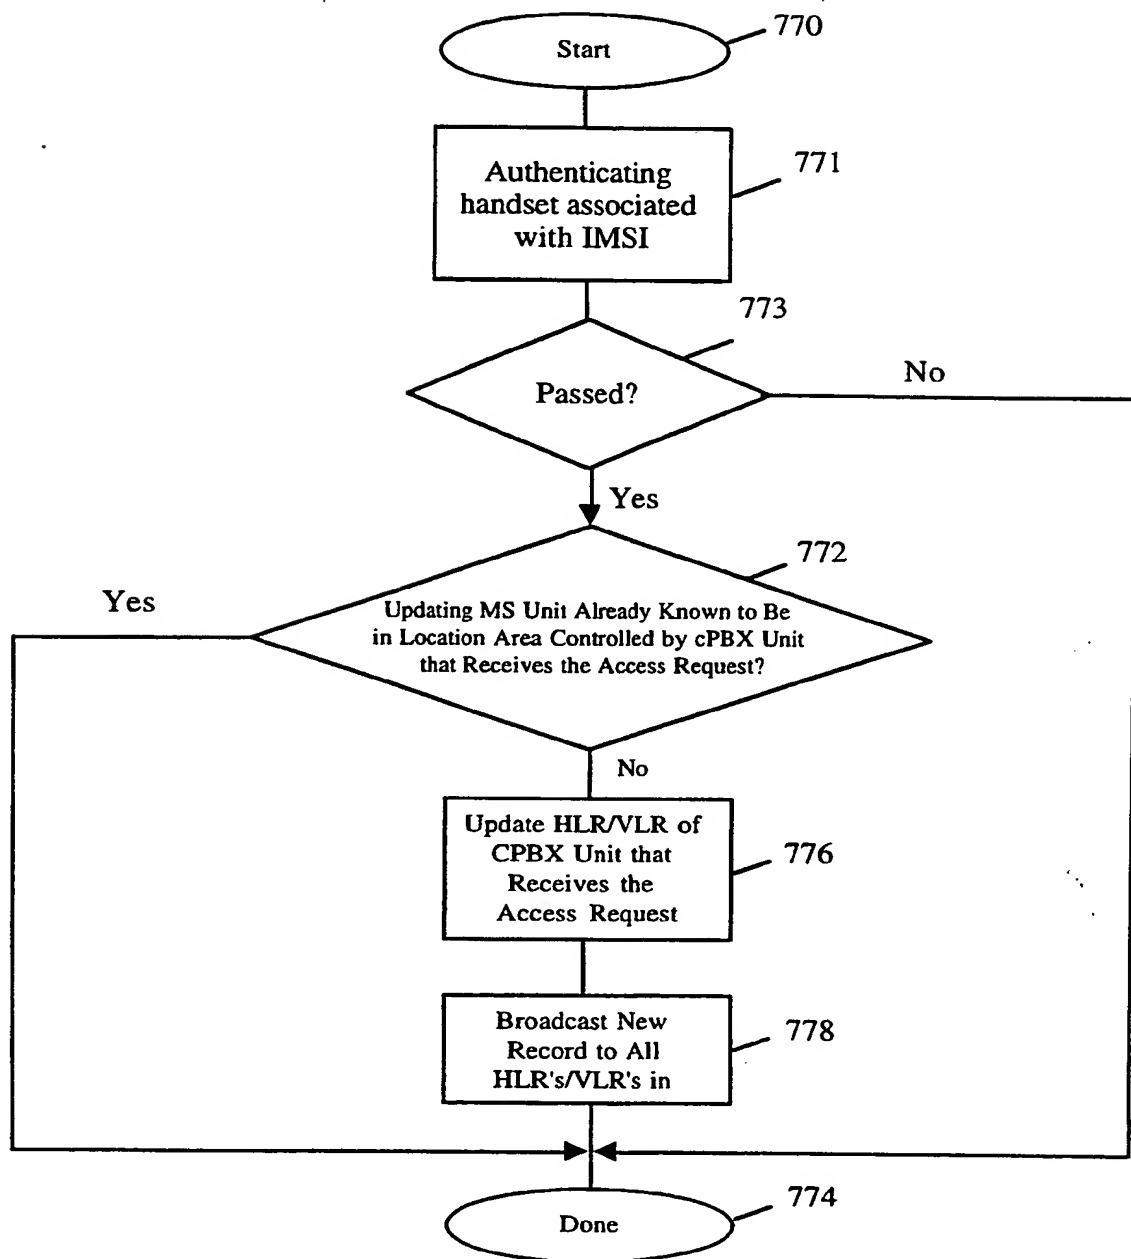 770
Start
771
Authenticating
handset associated
with IMSI
773
Passed?
No
Yes
772
Yes
Updating MS Unit Already Known to Be
in Location Area Controlled by cPBX Unit
that Receives the Access Request?
No
Update HLR/VLR of
CPBX Unit that
Receives the
Access Request
776
Broadcast New
Record to All
HLR's/VLR's in
778
774
Done